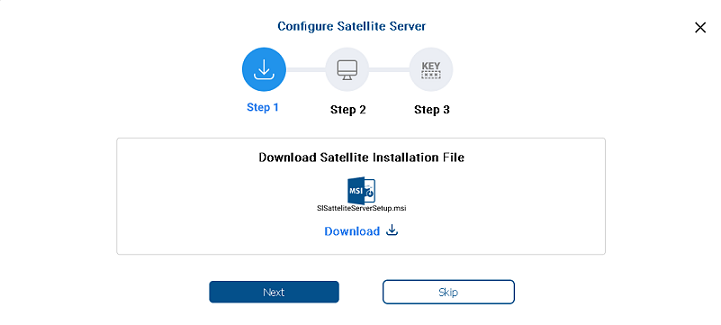 Configure Satellite Server
KEY
Step 1
Step 2
Step 3
Download Satellite Installation File
MSI
SISatteliteServerSetup.msi
Download
Next
Skip